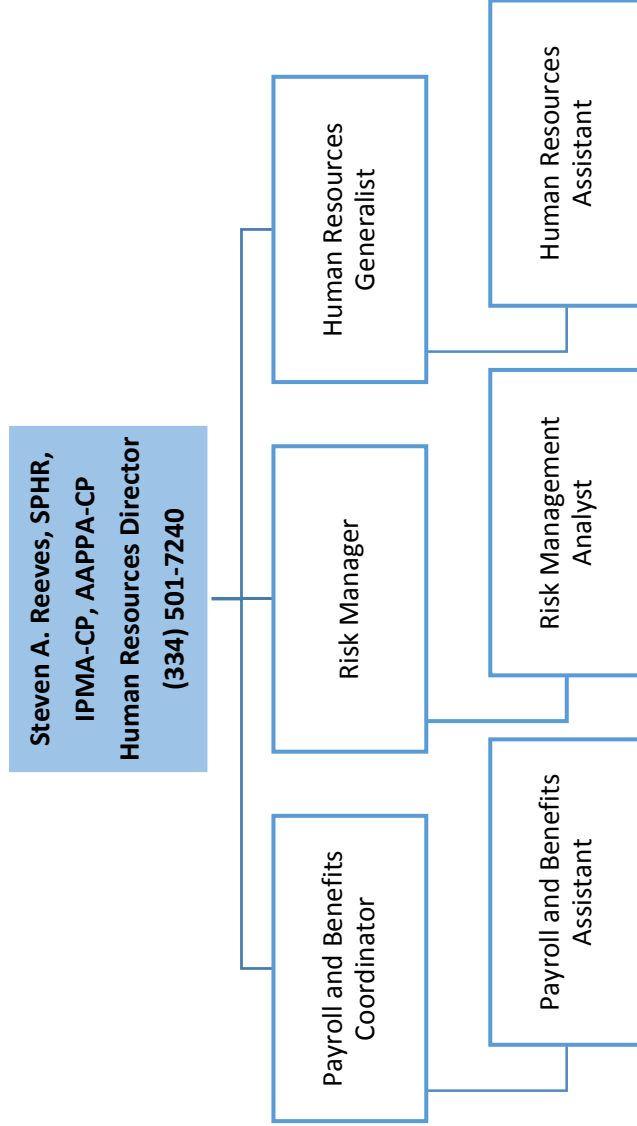 Steven A. Reeves, SPHR,
IPMA-CP, AAPPA-CP
Human Resources Director
(334) 501-7240
Payroll and Benefits
Coordinator
Risk Manager
Human Resources
Generalist
Payroll and Benefits
Assistant
Risk Management
Analyst
Human Resources
Assistant